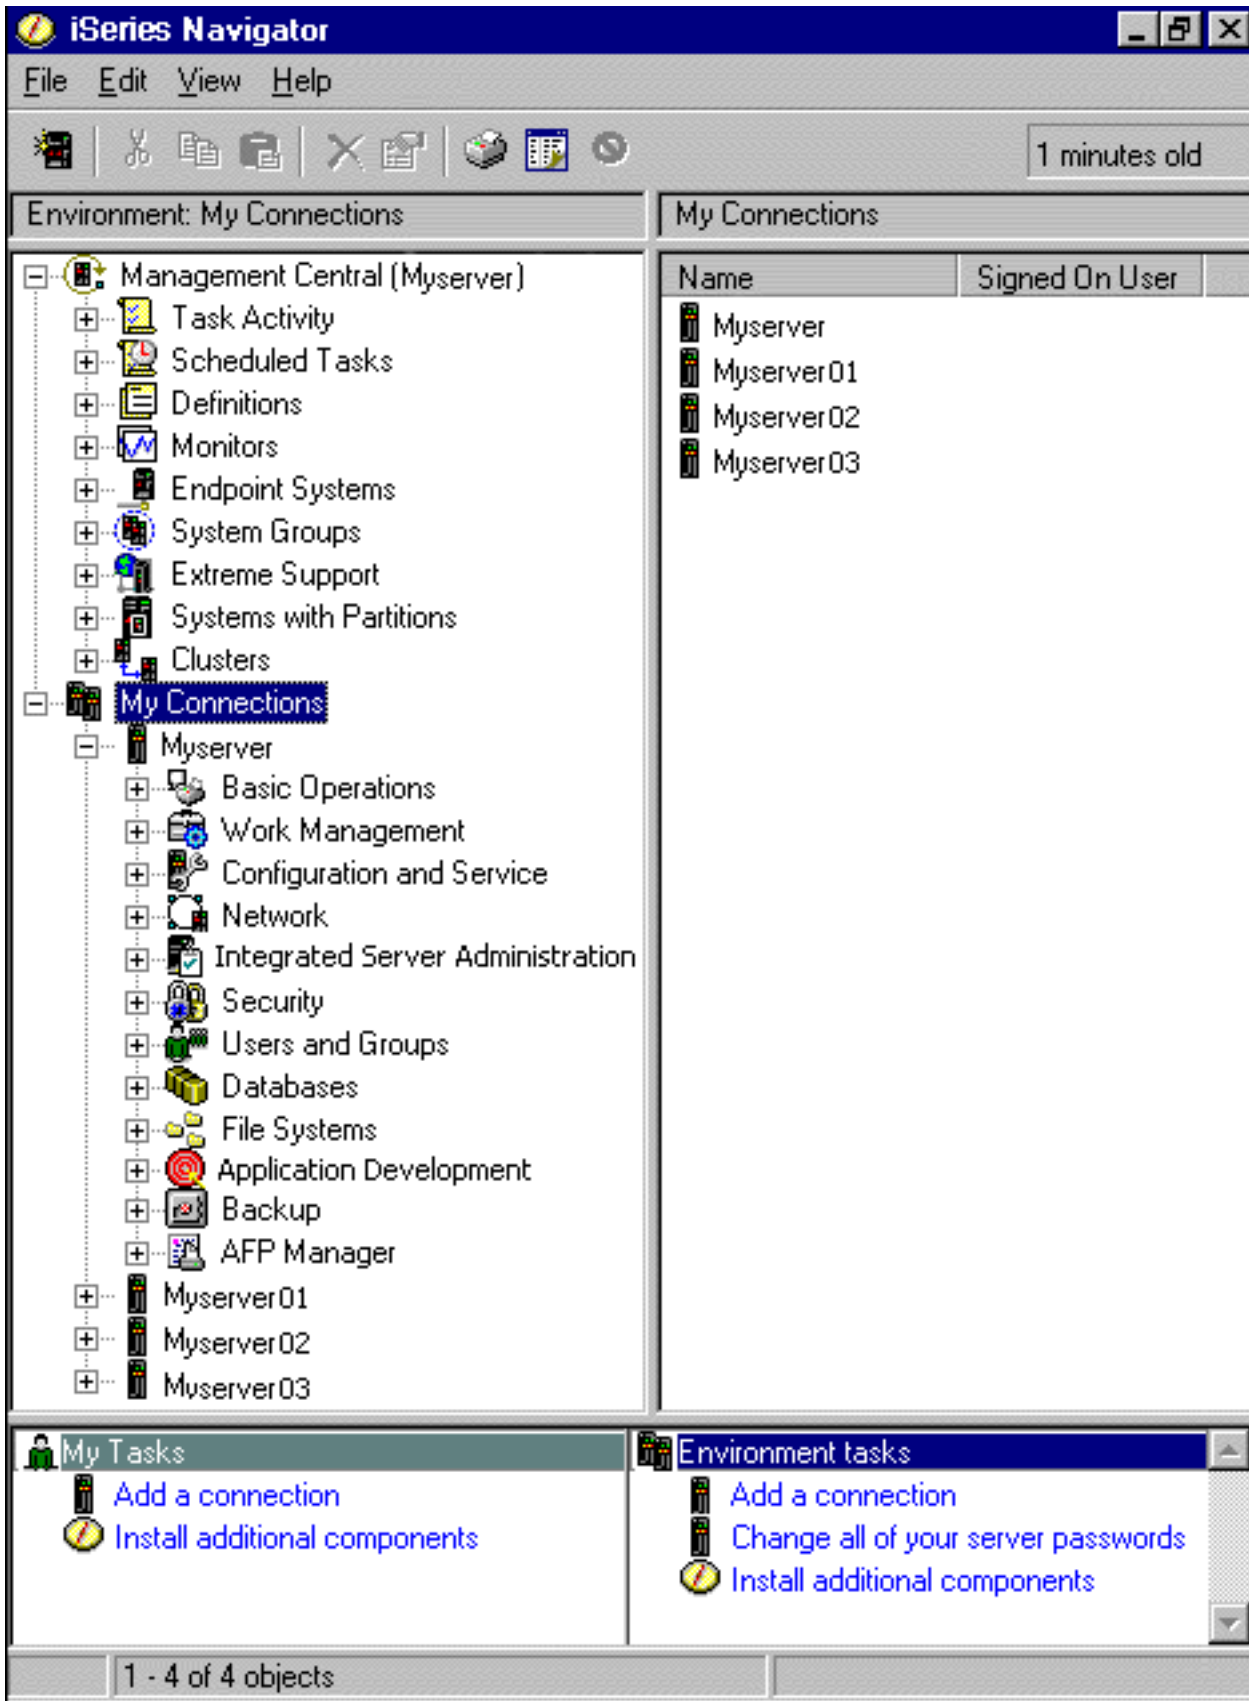 iSeries Navigator
File Edit View Help
1 minutes old
Environment: My Connections
My Connections
Management Central (Myserver)
Task Activity
Scheduled Tasks
Definitions
Monitors
Endpoint Systems
System Groups
Extreme Support
Systems with Partitions
Clusters
My Connections
Myserver
Basic Operations
Work Management
Configuration and Service
Network
Integrated Server Administration
Security
Users and Groups
Databases
File Systems
Application Development
Backup
AFP Manager
Myserver01
Myserver02
Myserver03
Name Signed On User
Myserver
Myserver01
Myserver02
Myserver03
My Tasks
Add a connection
Install additional components
Environment tasks
Add a connection
Change all of your server passwords
Install additional components
1 - 4 of 4 objects